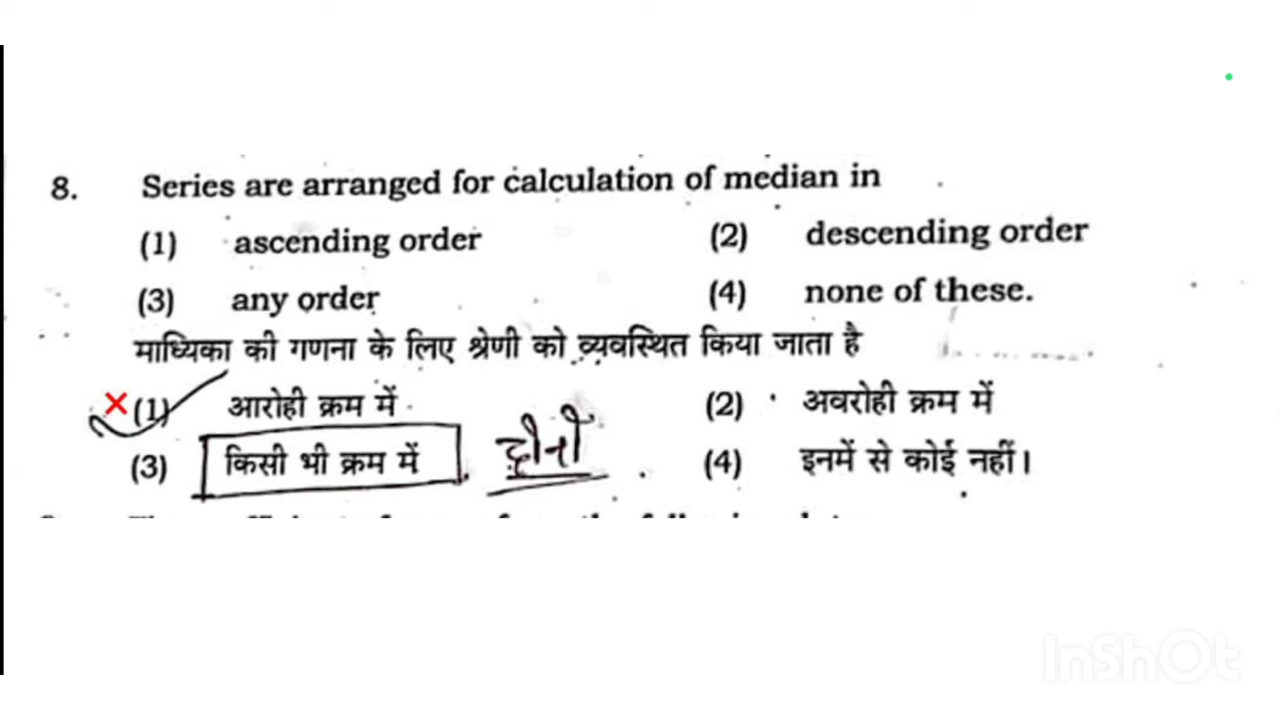 8. Series are arranged for calculation of median in
(1) ascending order (2) descending order
(3) any order (4) none of these.
माध्यिका की गणना के लिए श्रेणी को व्यवस्थित किया जाता है
×(1) आरोही क्रम में (2) अवरोही क्रम में
(3) किसी भी क्रम में दोनो (4) इनमें से कोई नहीं।
InShOt